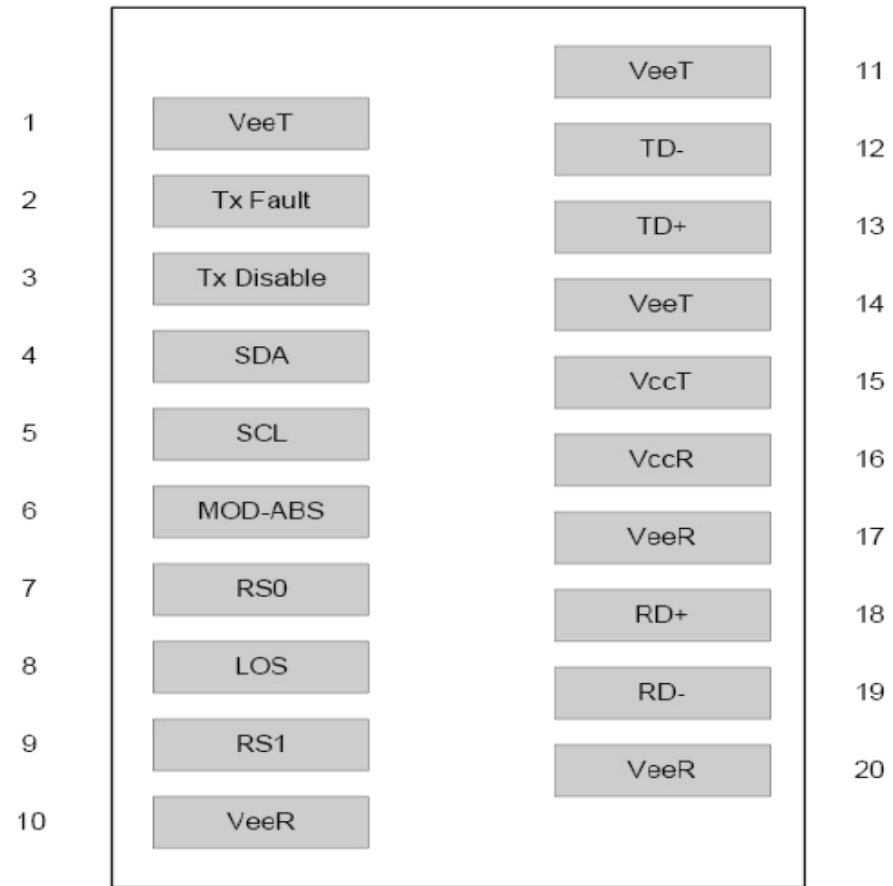 VeeT 11
1 VeeT
TD- 12
2 Tx Fault
TD+ 13
3 Tx Disable
VeeT 14
4 SDA
VccT 15
5 SCL
VccR 16
6 MOD-ABS
VeeR 17
7 RS0
RD+ 18
8 LOS
RD- 19
9 RS1
VeeR 20
10 VeeR